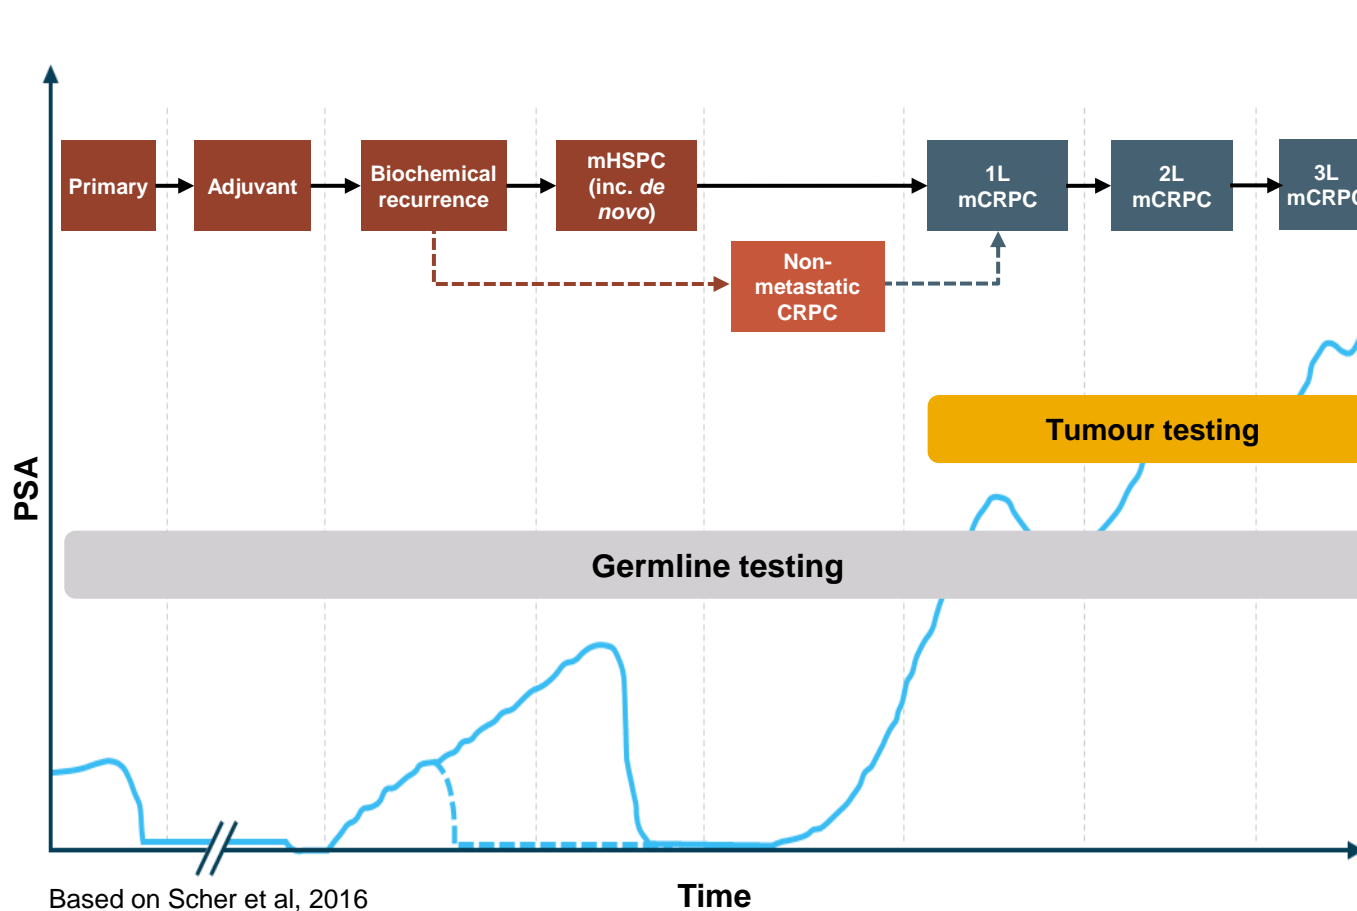 Primary
Adjuvant
Biochemical
recurrence
mHSPC
(inc. de
novo)
1L
mCRPC
2L
mCRPC
3L
mCRPC
Non-
metastatic
CRPC
Tumour testing
PSA
Germline testing
Based on Scher et al, 2016
Time